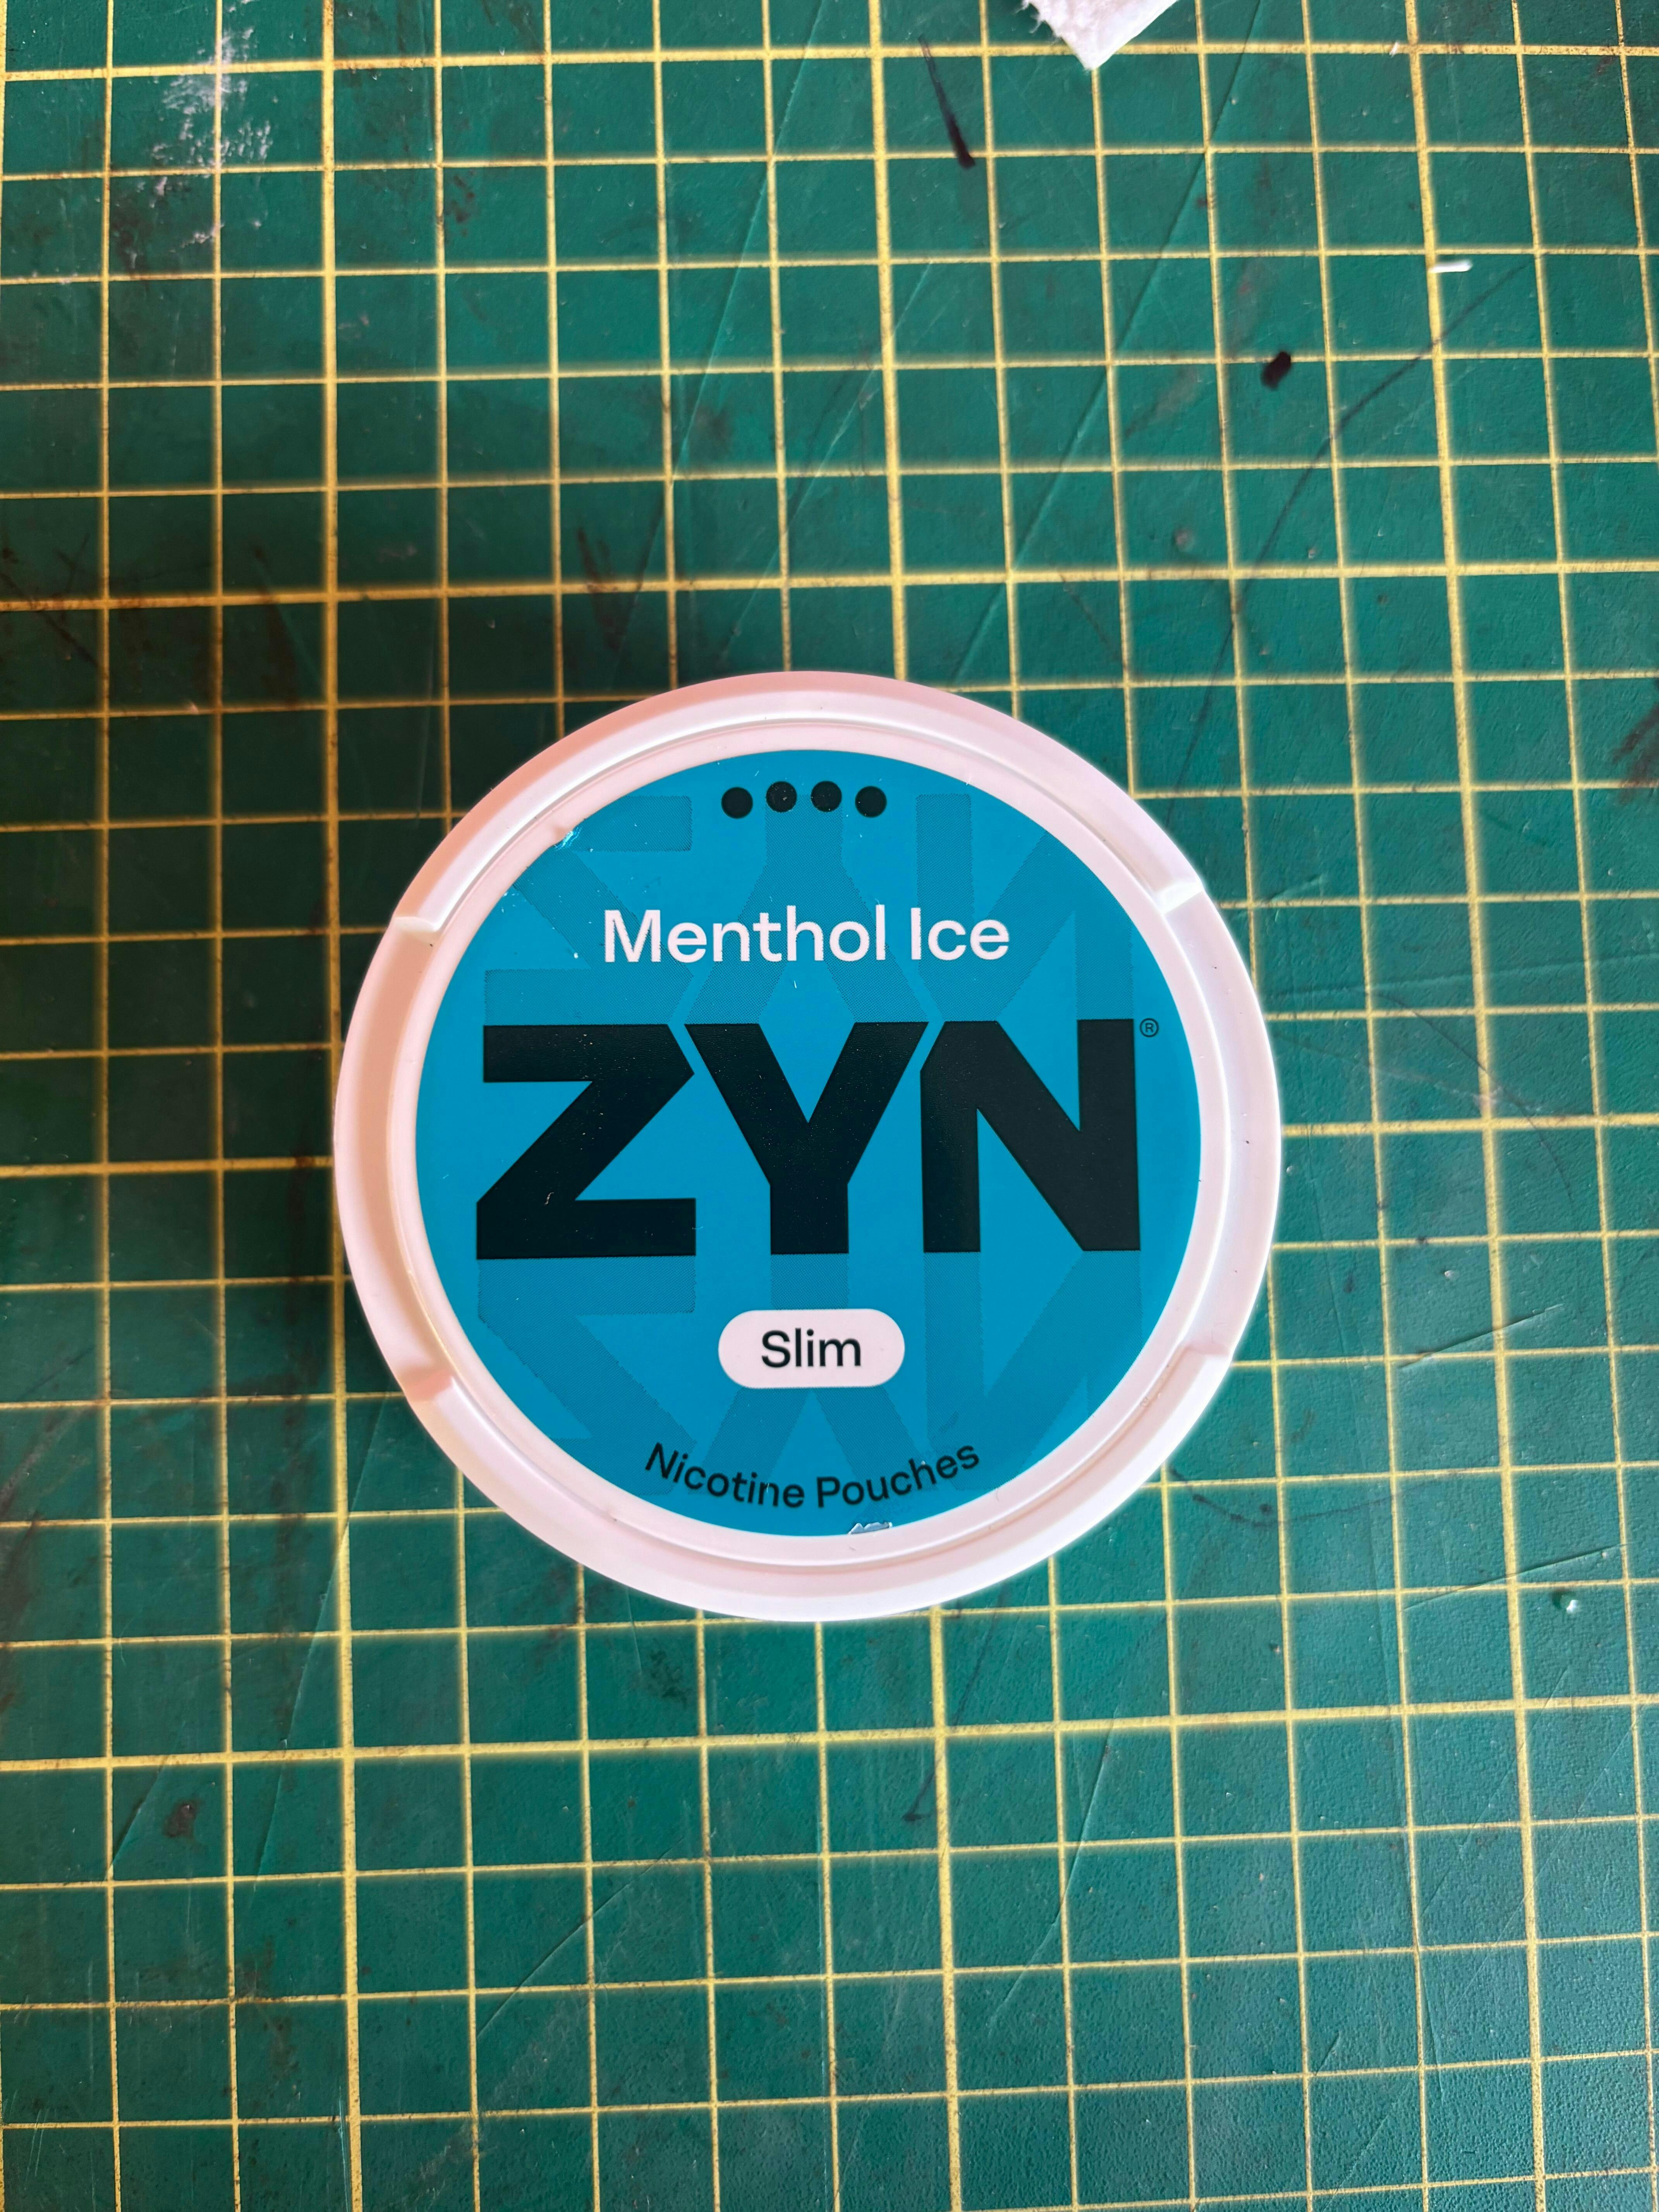 Menthol Ice
ZYN®
Slim
Nicotine Pouches